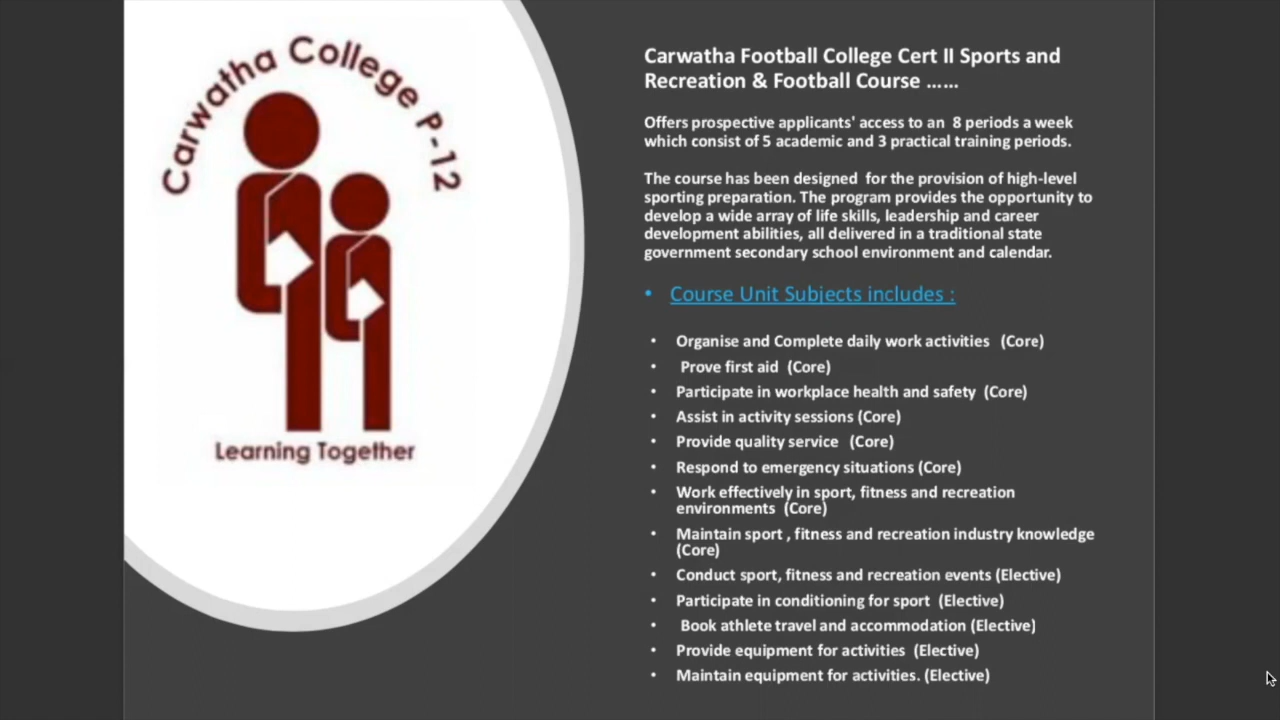 Carwatha College P-12
Learning Together
Carwatha Football College Cert II Sports and
Recreation & Football Course ......
Offers prospective applicants' access to an 8 periods a week
which consist of 5 academic and 3 practical training periods.
The course has been designed for the provision of high-level
sporting preparation. The program provides the opportunity to
develop a wide array of life skills, leadership and career
development abilities, all delivered in a traditional state
government secondary school environment and calendar.
• Course Unit Subjects includes :
• Organise and Complete daily work activities (Core)
• Prove first aid (Core)
• Participate in workplace health and safety (Core)
• Assist in activity sessions (Core)
• Provide quality service (Core)
• Respond to emergency situations (Core)
• Work effectively in sport, fitness and recreation
environments (Core)
• Maintain sport , fitness and recreation industry knowledge
(Core)
• Conduct sport, fitness and recreation events (Elective)
• Participate in conditioning for sport (Elective)
• Book athlete travel and accommodation (Elective)
• Provide equipment for activities (Elective)
• Maintain equipment for activities. (Elective)